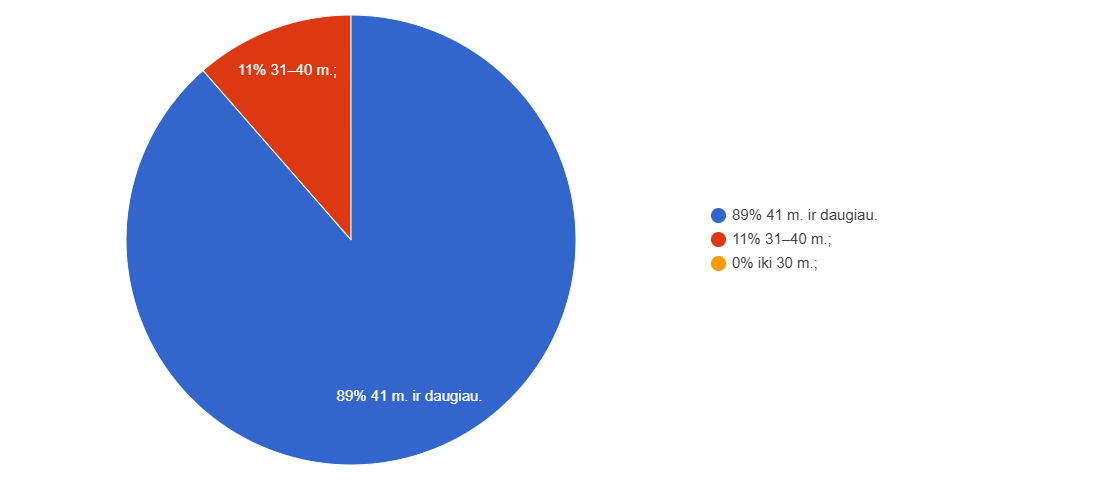 11% 31–40 m.;
89% 41 m. ir daugiau.
89% 41 m. ir daugiau.
11% 31–40 m.;
0% iki 30 m.;